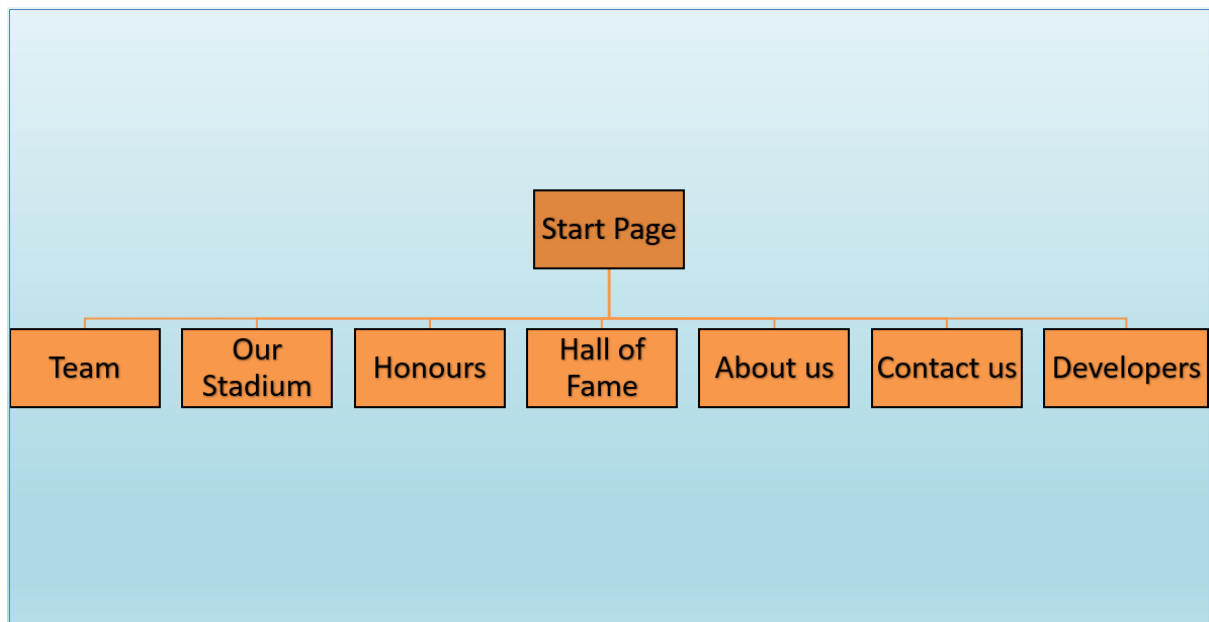 Start Page
Team
Our
Stadium
Honours
Hall of
Fame
About us
Contact us
Developers